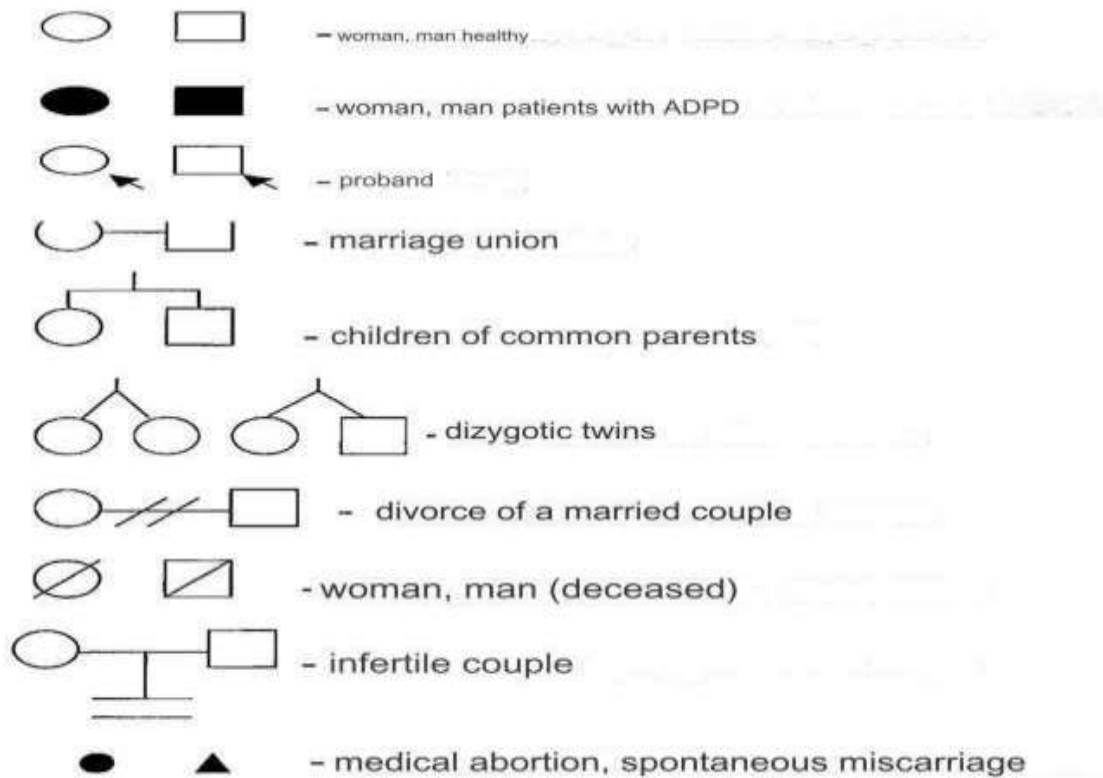 – woman, man healthy
– woman, man patients with ADPD
– proband
– marriage union
– children of common parents
- dizygotic twins
– divorce of a married couple
- woman, man (deceased)
– infertile couple
– medical abortion, spontaneous miscarriage